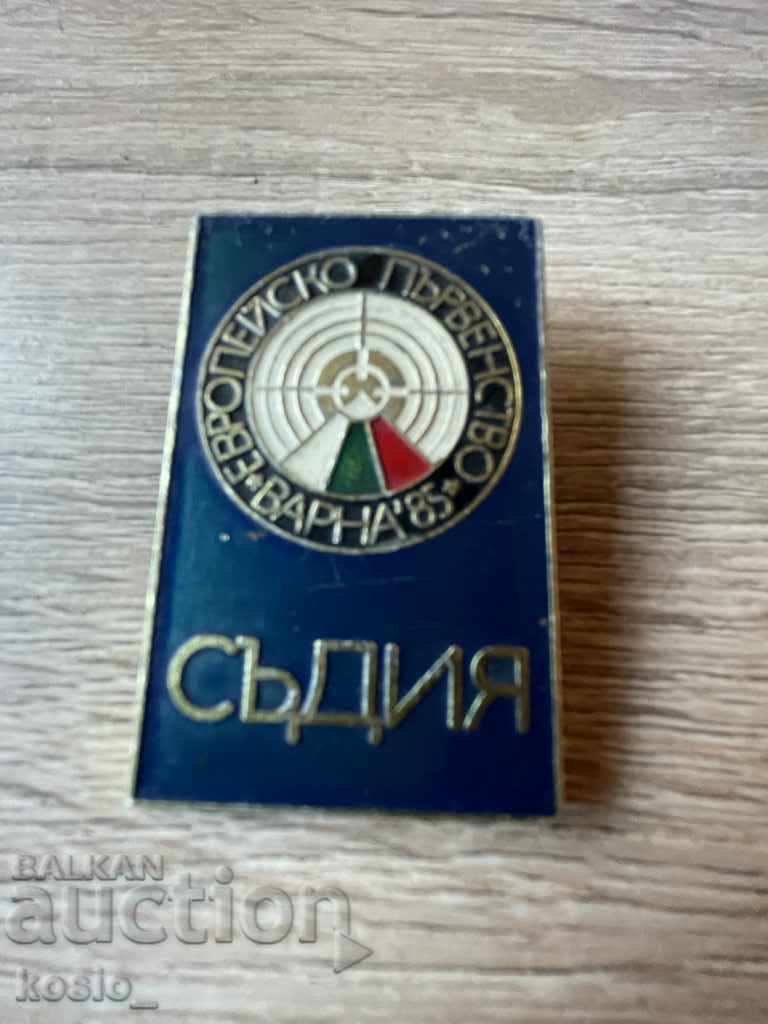 ЕВРОПЕЙСКО ПЪРВЕНСТВО
*ВАРНА'85*
СЪДИЯ
BALKAN
auction
kosio_